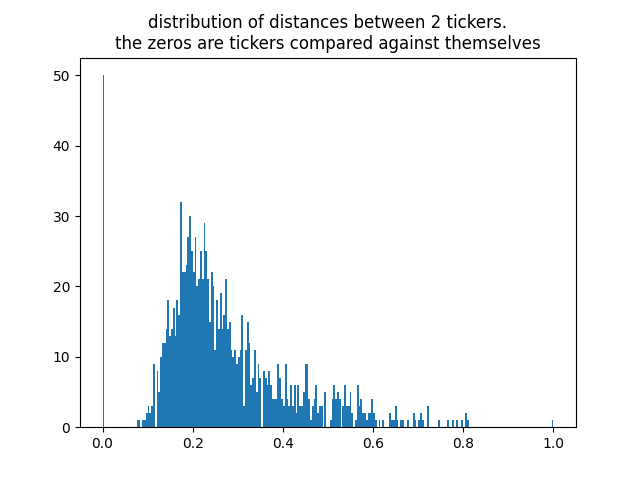 distribution of distances between 2 tickers.
the zeros are tickers compared against themselves
50
40
30
20
10
0
0.0 0.2 0.4 0.6 0.8 1.0